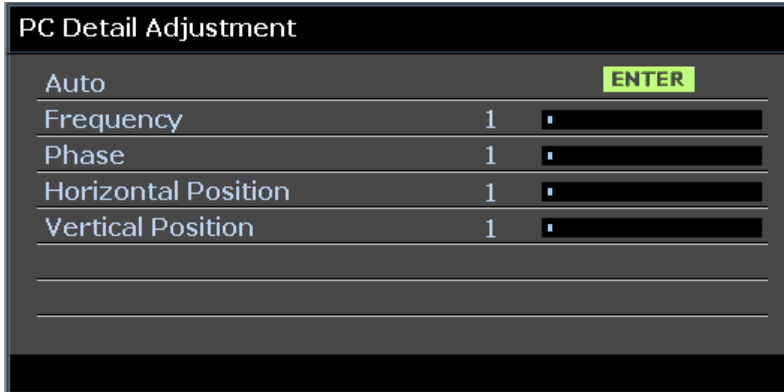 PC Detail Adjustment
Auto ENTER
Frequency 1
Phase 1
Horizontal Position 1
Vertical Position 1